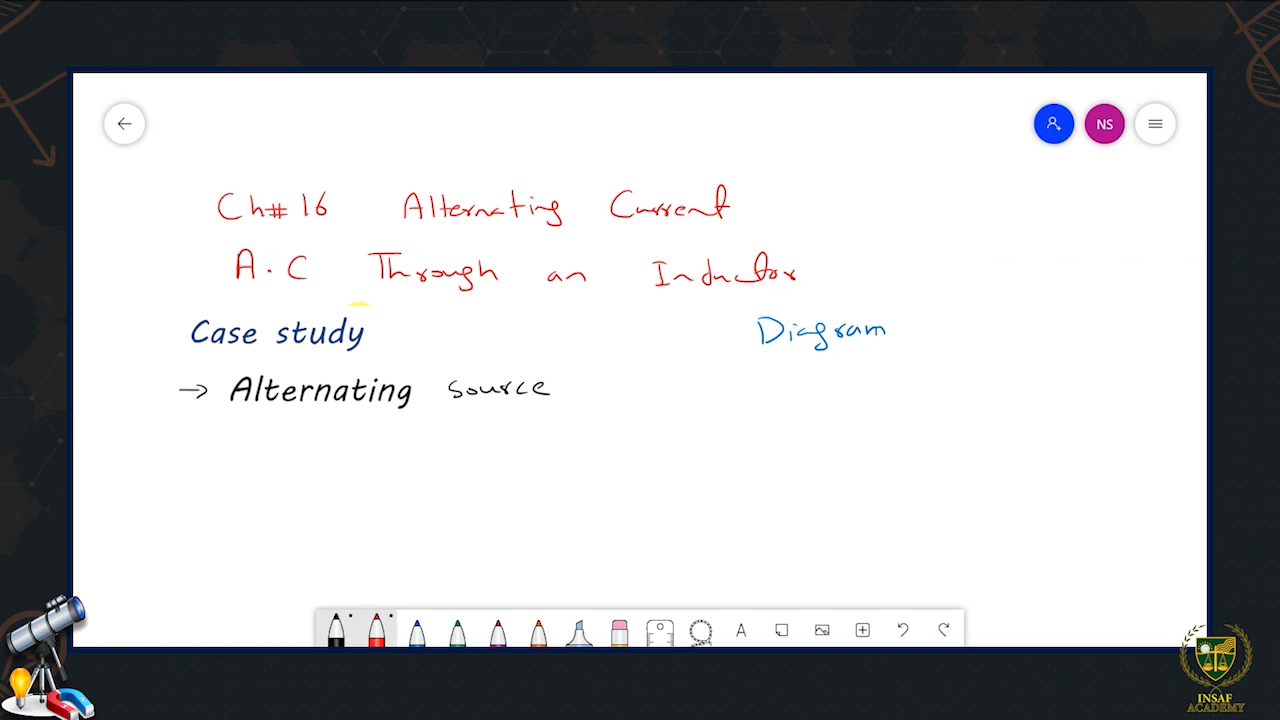 NS
Ch# 16 Alternating Current
A.C Through an Inductor
Case study
Diagram
→ Alternating source
A
INSAF
ACADEMY